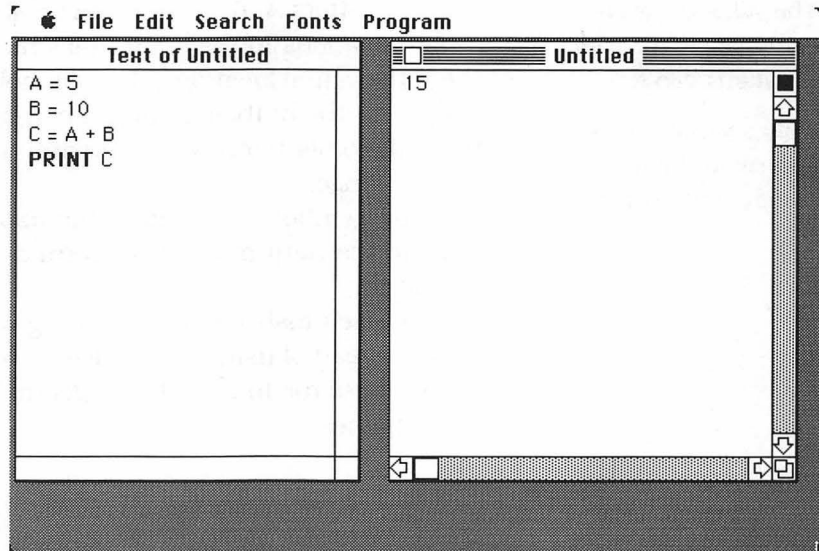 File Edit Search Fonts Program
Text of Untitled
A = 5
B = 10
C = A + B
PRINT C
Untitled
15